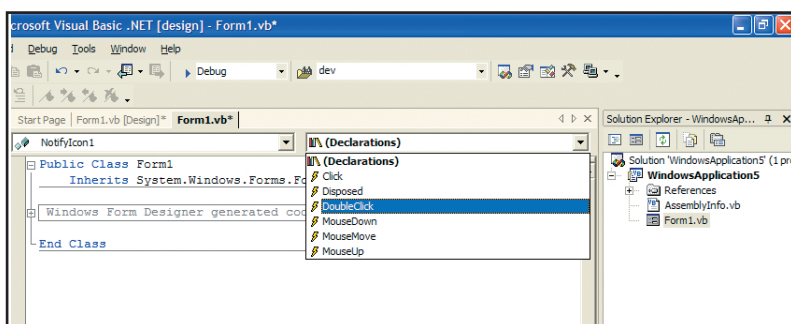 crosoft Visual Basic .NET [design] - Form1.vb*
Debug Tools Window Help
Debug dev
Start Page Form1.vb [Design]* Form1.vb*
Solution Explorer - WindowsAp...
NotifyIcon1 (Declarations)
(Declarations)
Click
Disposed
DoubleClick
MouseDown
MouseMove
MouseUp
Public Class Form1
Inherits System.Windows.Forms.Fo
Windows Form Designer generated coo
End Class
Solution 'WindowsApplication5' (1 pr
WindowsApplication5
References
AssemblyInfo.vb
Form1.vb